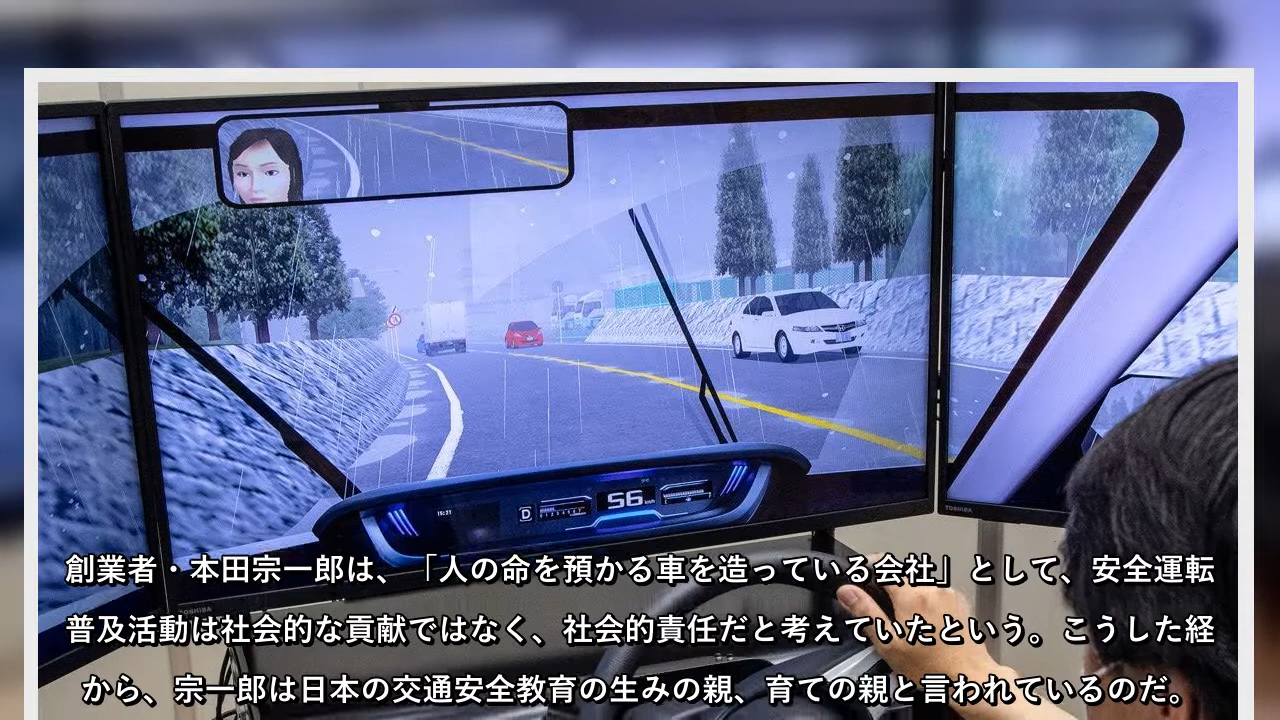 15:21
D
56 km/h
TOSHIBA
TOSHIBA
創業者・本田宗一郎は、「人の命を預かる車を造っている会社」として、安全運転
普及活動は社会的な貢献ではなく、社会的責任だと考えていたという。こうした経
から、宗一郎は日本の交通安全教育の生みの親、育ての親と言われているのだ。